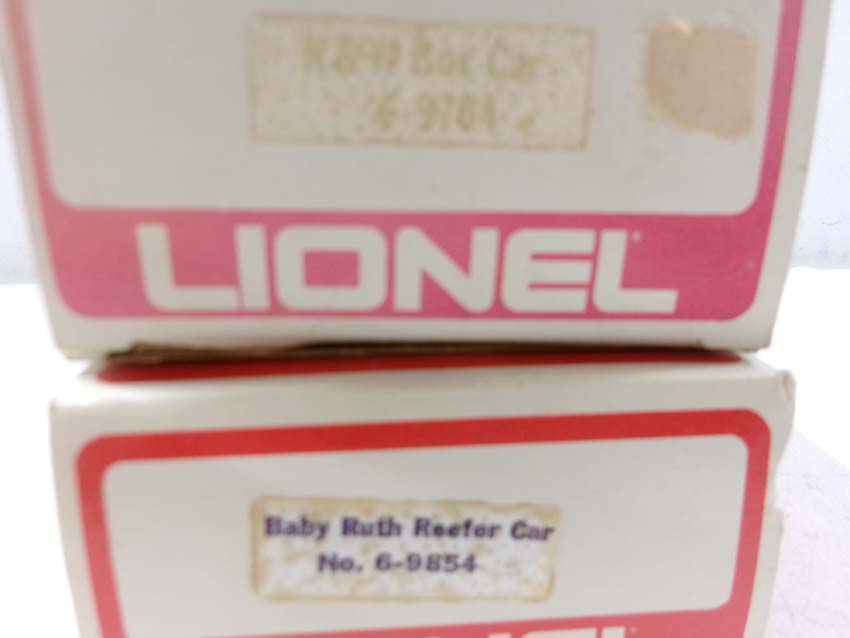 Box Car
LIONEL
Baby Ruth Reefer Car
No. 6-9854